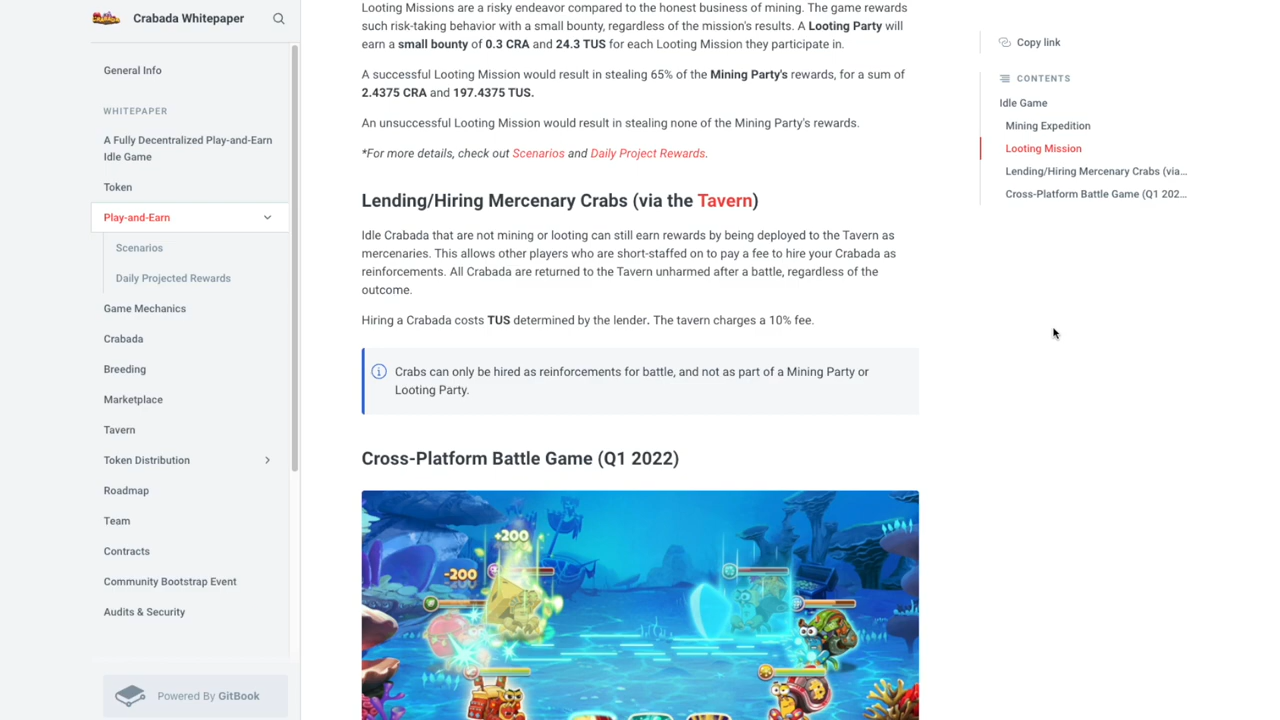 Crabada Whitepaper
General Info
WHITEPAPER
A Fully Decentralized Play-and-Earn
Idle Game
Token
Play-and-Earn
Scenarios
Daily Projected Rewards
Game Mechanics
Crabada
Breeding
Marketplace
Tavern
Token Distribution
Roadmap
Team
Contracts
Community Bootstrap Event
Audits & Security
Powered By GitBook
Looting Missions are a risky endeavor compared to the honest business of mining. The game rewards
such risk-taking behavior with a small bounty, regardless of the mission's results. A Looting Party will
earn a small bounty of 0.3 CRA and 24.3 TUS for each Looting Mission they participate in.
A successful Looting Mission would result in stealing 65% of the Mining Party's rewards, for a sum of
2.4375 CRA and 197.4375 TUS.
An unsuccessful Looting Mission would result in stealing none of the Mining Party's rewards.
*For more details, check out Scenarios and Daily Project Rewards.
Lending/Hiring Mercenary Crabs (via the Tavern)
Idle Crabada that are not mining or looting can still earn rewards by being deployed to the Tavern as
mercenaries. This allows other players who are short-staffed on to pay a fee to hire your Crabada as
reinforcements. All Crabada are returned to the Tavern unharmed after a battle, regardless of the
outcome.
Hiring a Crabada costs TUS determined by the lender. The tavern charges a 10% fee.
Crabs can only be hired as reinforcements for battle, and not as part of a Mining Party or
Looting Party.
Cross-Platform Battle Game (Q1 2022)
+200
-200
Copy link
CONTENTS
Idle Game
Mining Expedition
Looting Mission
Lending/Hiring Mercenary Crabs (via...
Cross-Platform Battle Game (Q1 202...